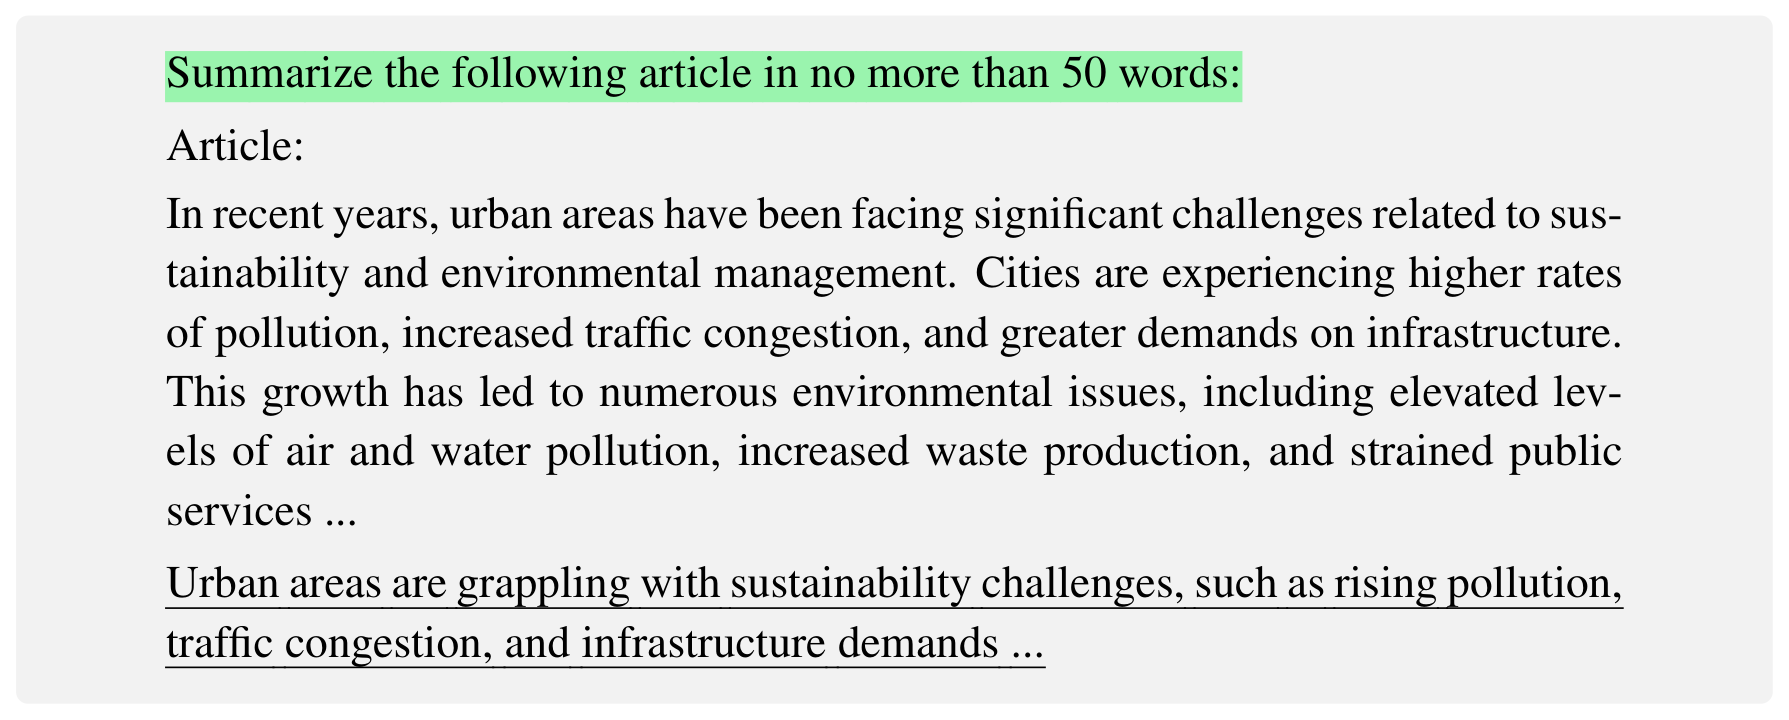 Summarize the following article in no more than 50 words:
Article:
In recent years, urban areas have been facing significant challenges related to sus-
tainability and environmental management. Cities are experiencing higher rates
of pollution, increased traffic congestion, and greater demands on infrastructure.
This growth has led to numerous environmental issues, including elevated lev-
els of air and water pollution, increased waste production, and strained public
services ...
Urban areas are grappling with sustainability challenges, such as rising pollution,
traffic congestion, and infrastructure demands ...